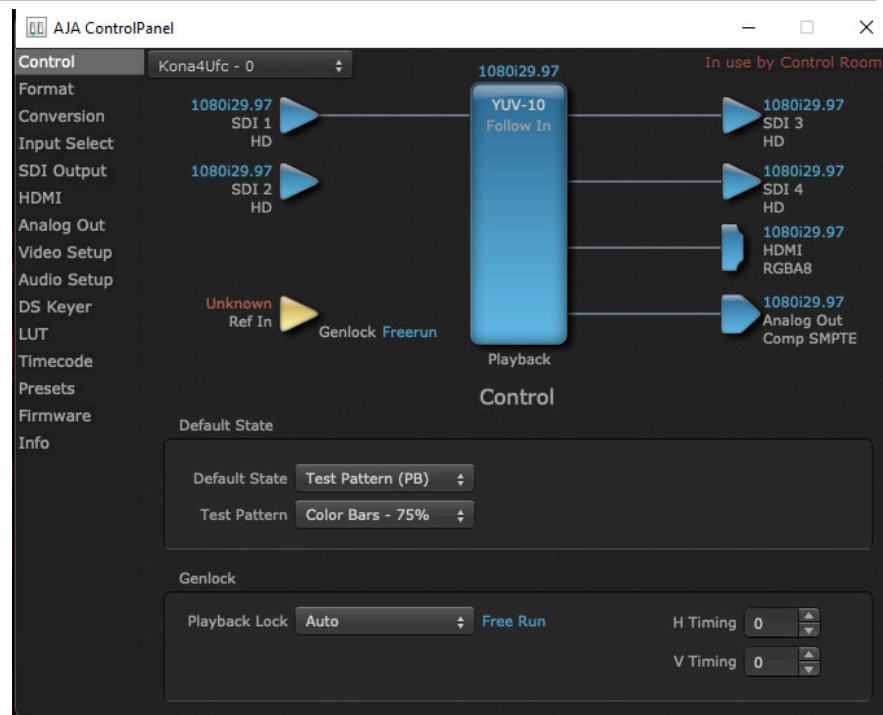 AJA ControlPanel
Control
Format
Conversion
Input Select
SDI Output
HDMI
Analog Out
Video Setup
Audio Setup
DS Keyer
LUT
Timecode
Presets
Firmware
Info
Kona4Ufc - 0
In use by Control Room
1080i29.97
YUV-10
Follow In
Playback
1080i29.97
SDI 1
HD
1080i29.97
SDI 2
HD
Unknown
Ref In
Genlock Freerun
1080i29.97
SDI 3
HD
1080i29.97
SDI 4
HD
1080i29.97
HDMI
RGBA8
1080i29.97
Analog Out
Comp SMPTE
Control
Default State
Default State Test Pattern (PB)
Test Pattern Color Bars - 75%
Genlock
Playback Lock Auto Free Run
H Timing 0
V Timing 0